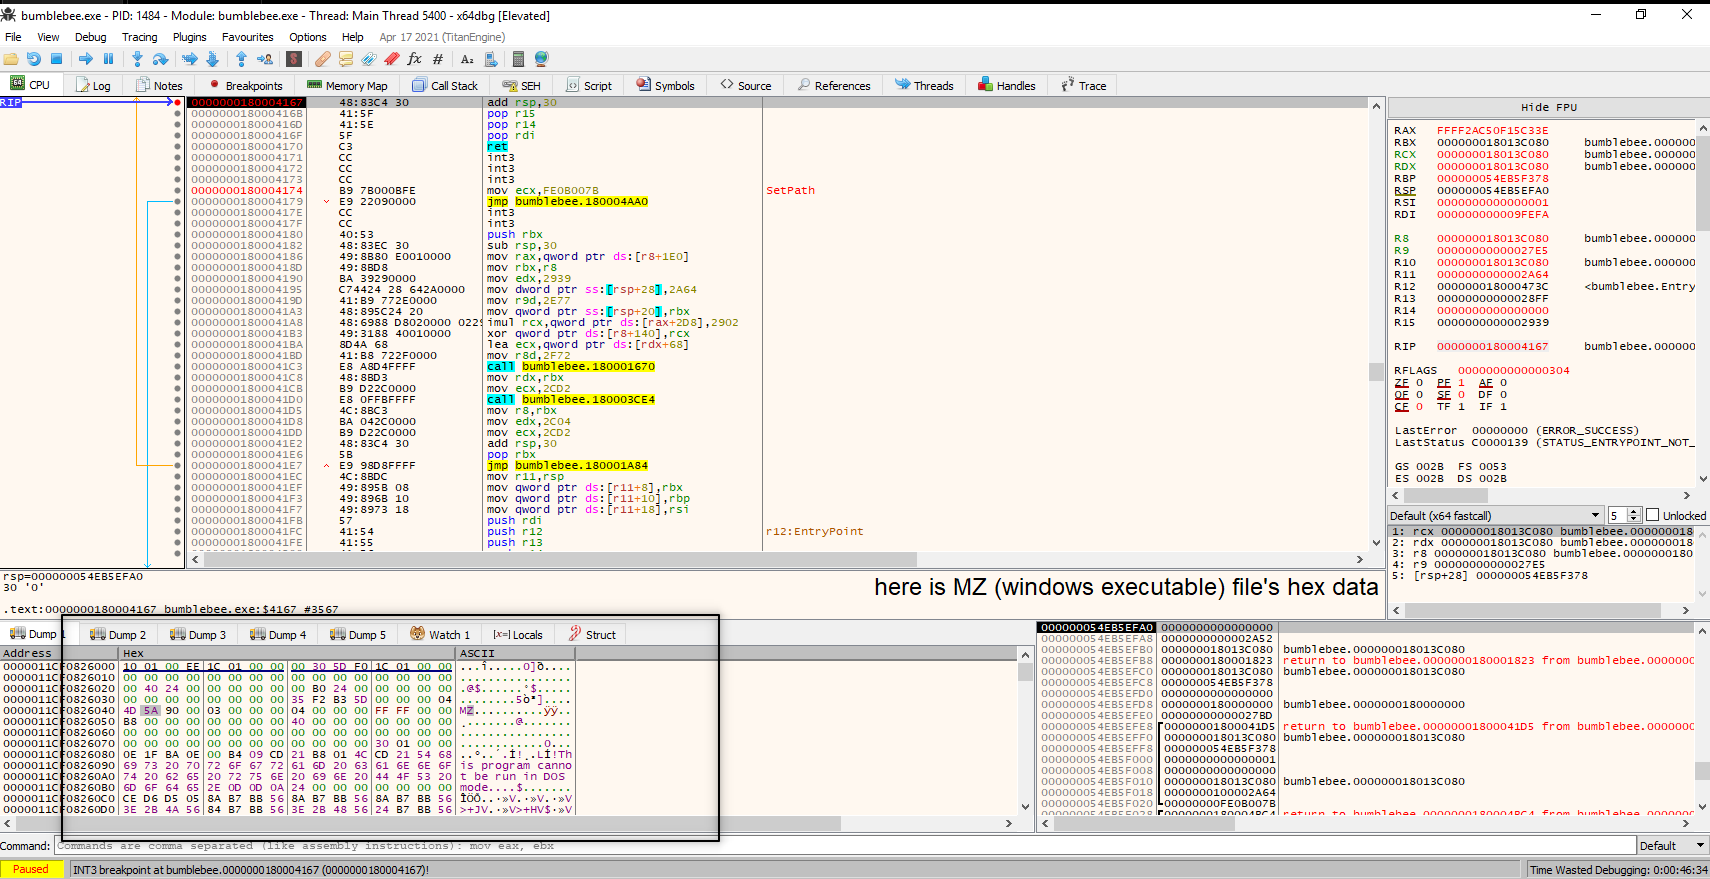 bumblebee.exe - PID: 1484 - Module: bumblebee.exe - Thread: Main Thread 5400 - x64dbg [Elevated]
File View Debug Tracing Plugins Favourites Options Help Apr 17 2021 (TitanEngine)
CPU Log Notes Breakpoints Memory Map Call Stack SEH Script Symbols Source References Threads Handles Trace
RIP
0000000180004167 48:83C4 30 add rsp,30
000000018000416B 41:5F pop r15
000000018000416D 41:5E pop r14
000000018000416F 5F pop rdi
0000000180004170 C3 ret
0000000180004171 CC int3
0000000180004172 CC int3
0000000180004173 CC int3
0000000180004174 B9 7B000BFE mov ecx,FE0B007B SetPath
0000000180004179 E9 22090000 jmp bumblebee.180004AA0
000000018000417E CC int3
000000018000417F CC int3
0000000180004180 40:53 push rbx
0000000180004182 48:83EC 30 sub rsp,30
0000000180004186 49:8B80 E0010000 mov rax,qword ptr ds:[r8+1E0]
000000018000418D 49:8BD8 mov rbx,r8
0000000180004190 BA 39290000 mov edx,2939
0000000180004195 C74424 28 642A0000 mov dword ptr ss:[rsp+28],2A64
000000018000419D 41:B9 772E0000 mov r9d,2E77
00000001800041A3 48:895C24 20 mov qword ptr ss:[rsp+20],rbx
00000001800041A8 48:6988 D8020000 0229 imul rcx,qword ptr ds:[rax+2D8],2902
00000001800041B3 49:3188 40010000 xor qword ptr ds:[r8+140],rcx
00000001800041BA 8D4A 68 lea ecx,qword ptr ds:[rdx+68]
00000001800041BD 41:B8 722F0000 mov r8d,2F72
00000001800041C3 E8 A8D4FFFF call bumblebee.180001670
00000001800041C8 48:8BD3 mov rdx,rbx
00000001800041CB B9 D22C0000 mov ecx,2CD2
00000001800041D0 E8 0FFBFFFF call bumblebee.180003CE4
00000001800041D5 4C:8BC3 mov r8,rbx
00000001800041D8 BA 042C0000 mov edx,2C04
00000001800041DD B9 D22C0000 mov ecx,2CD2
00000001800041E2 48:83C4 30 add rsp,30
00000001800041E6 5B pop rbx
00000001800041E7 E9 98D8FFFF jmp bumblebee.180001A84
00000001800041EC 4C:8BDC mov r11,rsp
00000001800041EF 49:895B 08 mov qword ptr ds:[r11+8],rbx
00000001800041F3 49:896B 10 mov qword ptr ds:[r11+10],rbp
00000001800041F7 49:8973 18 mov qword ptr ds:[r11+18],rsi
00000001800041FB 57 push rdi
00000001800041FC 41:54 push r12 r12:EntryPoint
00000001800041FE 41:55 push r13
Hide FPU
RAX FFFF2AC50F15C33E
RBX 000000018013C080 bumblebee.000000
RCX 000000018013C080 bumblebee.000000
RDX 000000018013C080 bumblebee.000000
RBP 000000054EB5F378
RSP 000000054EB5EFA0
RSI 0000000000000001
RDI 000000000009FEFA
R8 000000018013C080 bumblebee.000000
R9 00000000000027E5
R10 000000018013C080 bumblebee.000000
R11 0000000000002A64
R12 000000018000473C <bumblebee.Entry
R13 00000000000028FF
R14 0000000000000000
R15 0000000000002939
RIP 0000000180004167 bumblebee.000000
RFLAGS 0000000000000304
ZF 0 PF 1 AF 0
OF 0 SF 0 DF 0
CF 0 TF 1 IF 1
LastError 00000000 (ERROR_SUCCESS)
LastStatus C0000139 (STATUS_ENTRYPOINT_NOT_
GS 002B FS 0053
ES 002B DS 002B
Default (x64 fastcall) 5 Unlocked
1: rcx 000000018013C080 bumblebee.00000018
2: rdx 000000018013C080 bumblebee.00000018
3: r8 000000018013C080 bumblebee.000000180
4: r9 00000000000027E5
5: [rsp+28] 000000054EB5F378
rsp=000000054EB5EFA0
30 '0'
.text:0000000180004167 bumblebee.exe:$4167 #3567
here is MZ (windows executable) file's hex data
Dump 1 Dump 2 Dump 3 Dump 4 Dump 5 Watch 1 [x=] Locals Struct
Address Hex ASCII
0000011CF0826000 10 01 00 EE 1C 01 00 00 00 30 5D F0 1C 01 00 00 ...î.....0]ð....
0000011CF0826010 00 00 00 00 00 00 00 00 00 00 00 00 00 00 00 00 ................
0000011CF0826020 00 40 24 00 00 00 00 00 00 B0 24 00 00 00 00 00 .@$......°$.....
0000011CF0826030 00 00 00 00 00 00 00 00 00 35 F2 B3 5D 00 00 04 .........5ò³]...
0000011CF0826040 4D 5A 90 00 03 00 00 00 04 00 00 00 FF FF 00 00 MZ..........ÿÿ..
0000011CF0826050 B8 00 00 00 00 00 00 00 40 00 00 00 00 00 00 00 ¸.......@.......
0000011CF0826060 00 00 00 00 00 00 00 00 00 00 00 00 00 00 00 00 ................
0000011CF0826070 00 00 00 00 00 00 00 00 00 00 00 00 30 01 00 00 ............0...
0000011CF0826080 0E 1F BA 0E 00 B4 09 CD 21 B8 01 4C CD 21 54 68 ..º..´.Í!¸.LÍ!Th
0000011CF0826090 69 73 20 70 72 6F 67 72 61 6D 20 63 61 6E 6E 6F is program canno
0000011CF08260A0 74 20 62 65 20 72 75 6E 20 69 6E 20 44 4F 53 20 t be run in DOS
0000011CF08260B0 6D 6F 64 65 2E 0D 0D 0A 24 00 00 00 00 00 00 00 mode....$.......
0000011CF08260C0 CE D6 D5 05 8A B7 BB 56 8A B7 BB 56 8A B7 BB 56 ÎÖÕ..·»V.·»V.·»V
0000011CF08260D0 3E 2B 4A 56 84 B7 BB 56 3E 2B 48 56 24 B7 BB 56 >+JV.·»V>+HV$·»V
000000054EB5EFA0 0000000000000000
000000054EB5EFA8 0000000000002A52
000000054EB5EFB0 000000018013C080 bumblebee.000000018013C080
000000054EB5EFB8 0000000180001823 return to bumblebee.0000000180001823 from bumblebee.000000
000000054EB5EFC0 000000018013C080 bumblebee.000000018013C080
000000054EB5EFC8 000000054EB5F378
000000054EB5EFD0 0000000000000000
000000054EB5EFD8 0000000180000000 bumblebee.0000000180000000
000000054EB5EFE0 00000000000027BD
000000054EB5EFE8 00000001800041D5 return to bumblebee.00000001800041D5 from bumblebee.000000
000000054EB5EFF0 000000018013C080 bumblebee.000000018013C080
000000054EB5EFF8 000000054EB5F378
000000054EB5F000 0000000000000001
000000054EB5F008 0000000000000000
000000054EB5F010 000000018013C080 bumblebee.000000018013C080
000000054EB5F018 0000000100002A64
000000054EB5F020 00000000FE0B007B
Command: Commands are comma separated (like assembly instructions): mov eax, ebx Default
Paused INT3 breakpoint at bumblebee.0000000180004167 (0000000180004167)! Time Wasted Debugging: 0:00:46:34